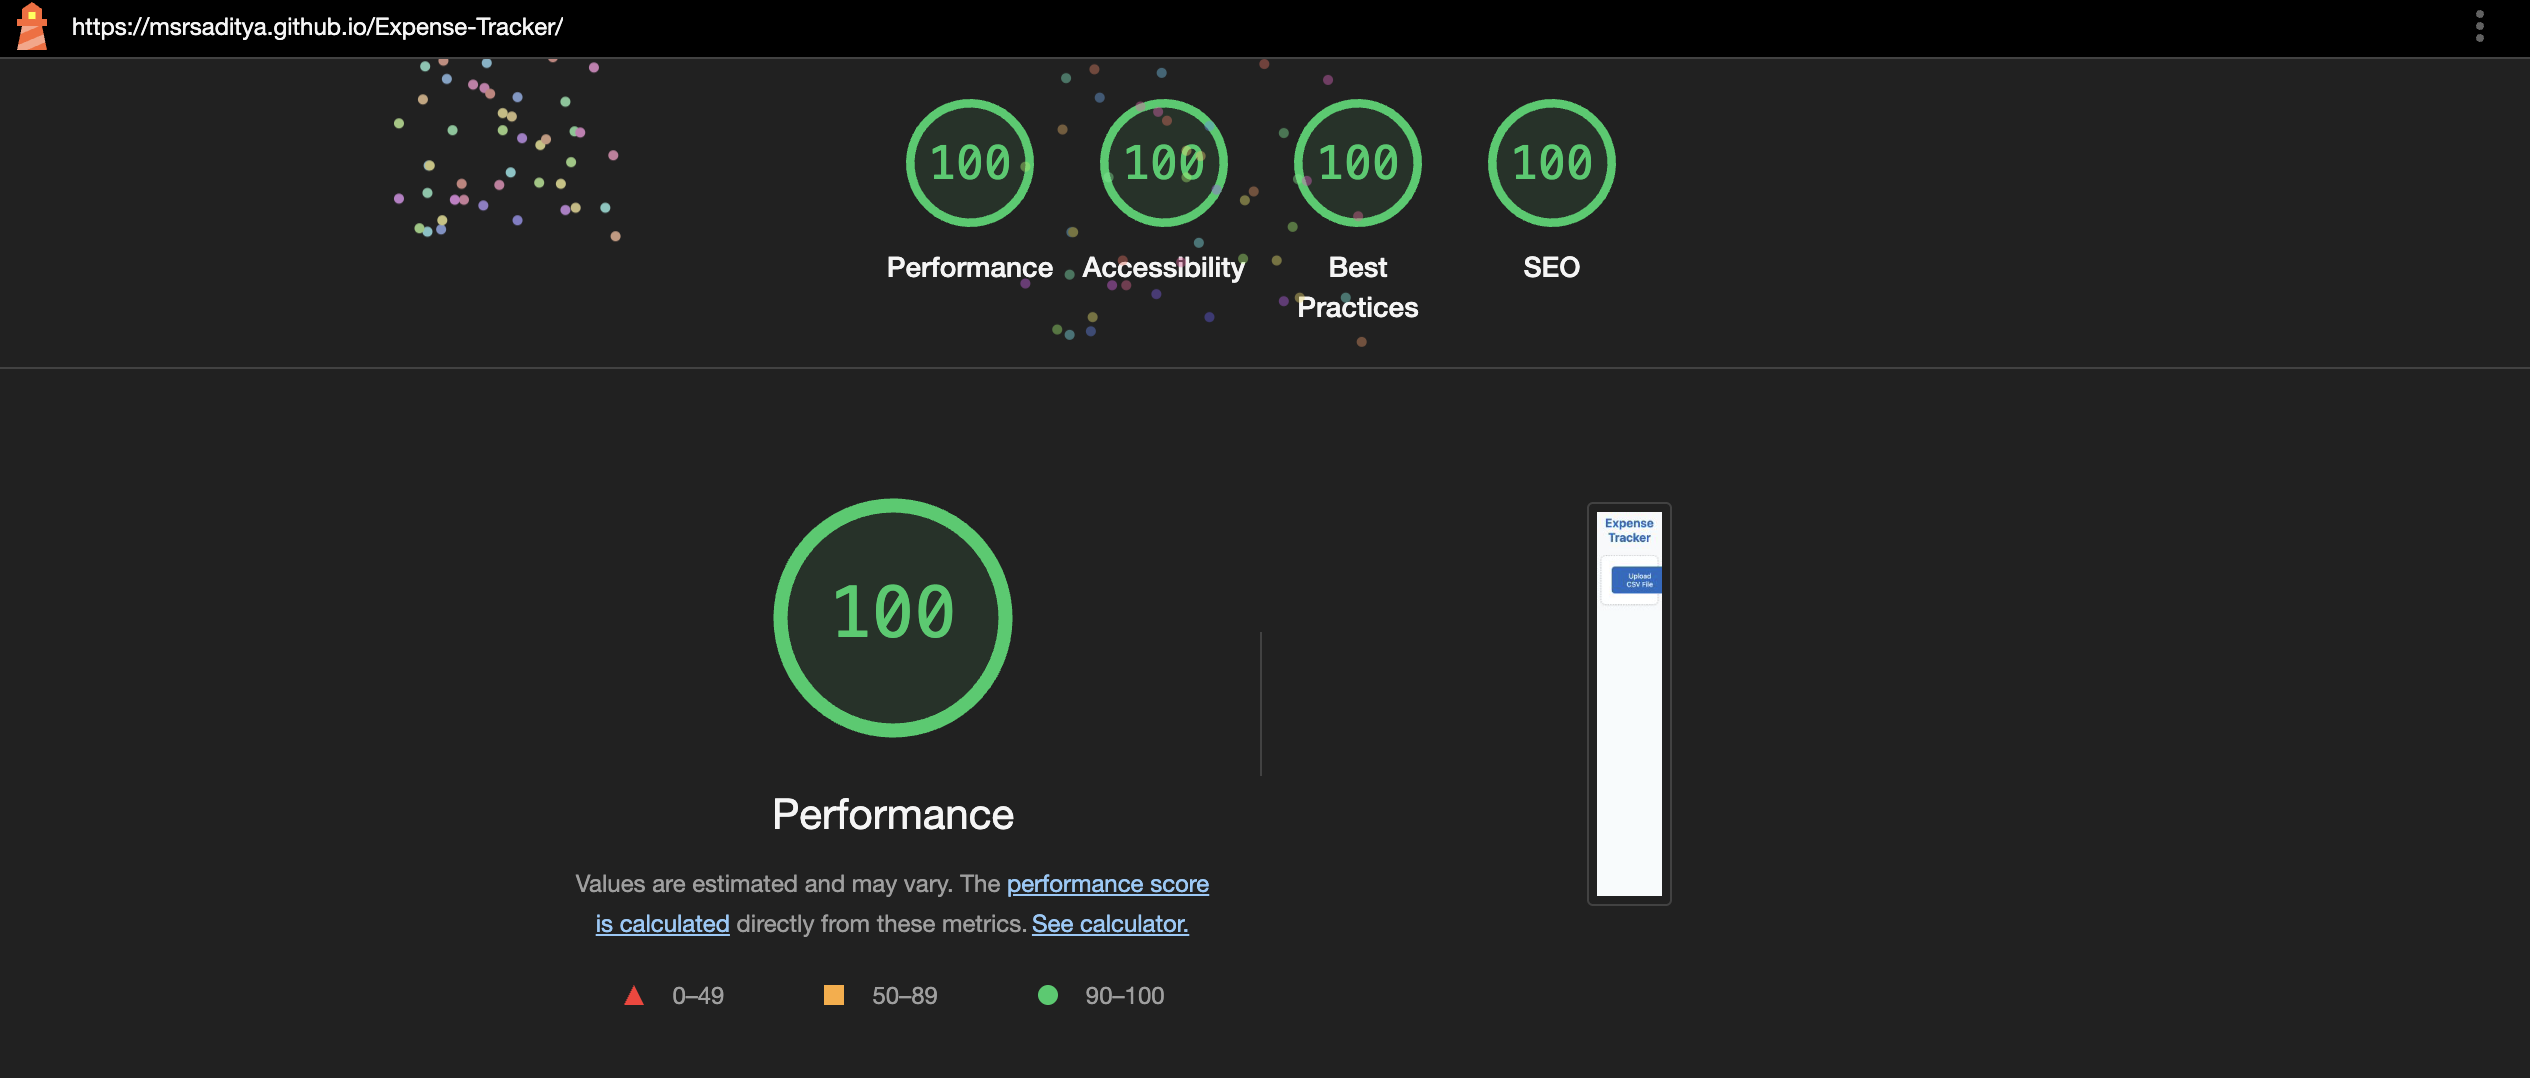 https://msrsaditya.github.io/Expense-Tracker/
100
100
100
100
Performance
Accessibility
Best
Practices
SEO
100
Performance
Values are estimated and may vary. The performance score
is calculated directly from these metrics. See calculator.
0–49
50–89
90–100
Expense
Tracker
Upload
CSV File